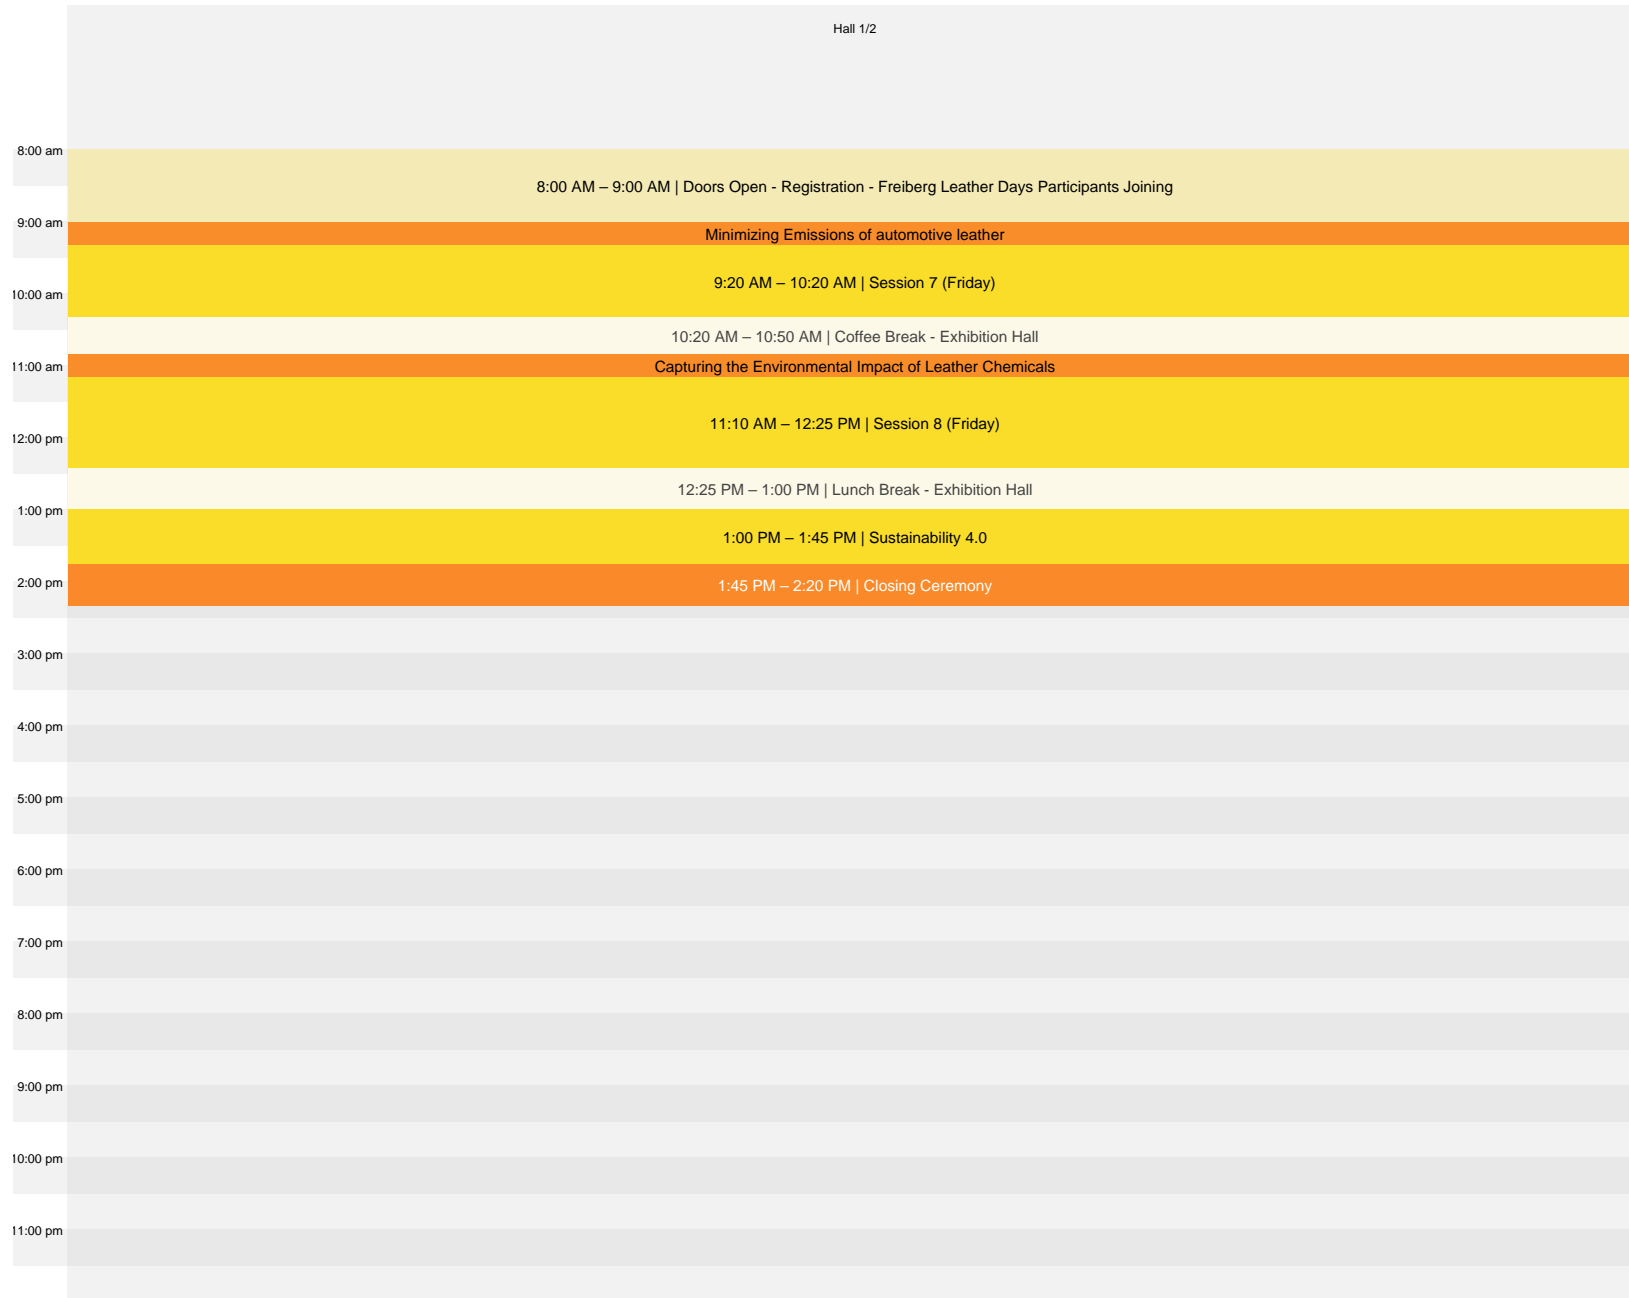 Hall 1/2
8:00 am
8:00 AM – 9:00 AM | Doors Open - Registration - Freiberg Leather Days Participants Joining
9:00 am
Minimizing Emissions of automotive leather
9:20 AM – 10:20 AM | Session 7 (Friday)
10:00 am
10:20 AM – 10:50 AM | Coffee Break - Exhibition Hall
11:00 am
Capturing the Environmental Impact of Leather Chemicals
11:10 AM – 12:25 PM | Session 8 (Friday)
12:00 pm
12:25 PM – 1:00 PM | Lunch Break - Exhibition Hall
1:00 pm
1:00 PM – 1:45 PM | Sustainability 4.0
2:00 pm
1:45 PM – 2:20 PM | Closing Ceremony
3:00 pm
4:00 pm
5:00 pm
6:00 pm
7:00 pm
8:00 pm
9:00 pm
10:00 pm
11:00 pm